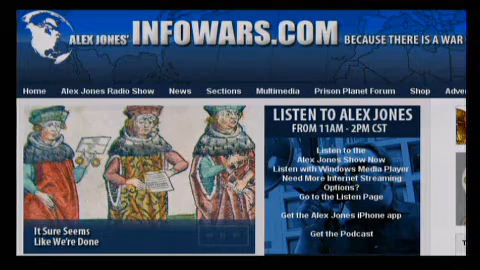 ALEX JONES' INFOWARS.COM BECAUSE THERE IS A WAR
Home Alex Jones Radio Show News Sections Multimedia Prison Planet Forum Shop Adve
It Sure Seems
Like We're Done
LISTEN TO ALEX JONES
FROM 11AM - 2PM CST
Listen to the
Alex Jones Show Now
Listen with Windows Media Player
Need More Internet Streaming
Options?
Go to the Listen Page
Get the Alex Jones iPhone app
Get the Podcast